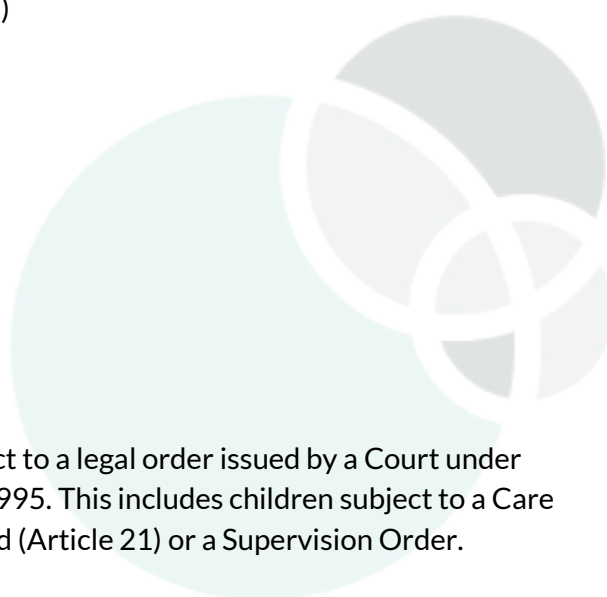 )
to a legal order issued by a Court under
995. This includes children subject to a Care
(Article 21) or a Supervision Order.